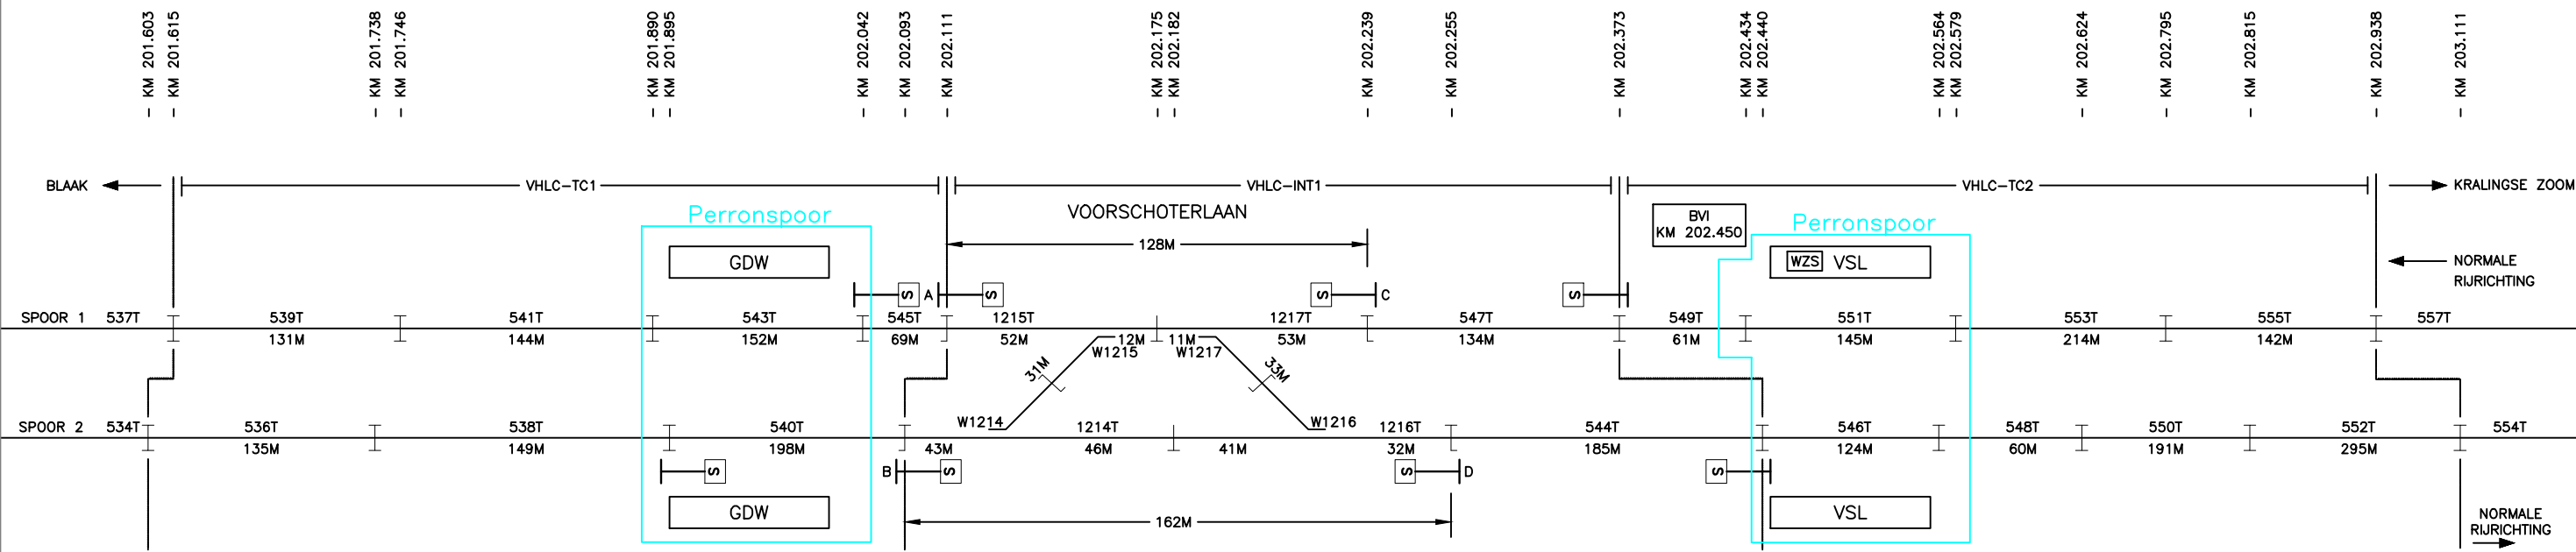 KM 201.603
KM 201.615
KM 201.738
KM 201.746
KM 201.890
KM 201.895
KM 202.042
KM 202.093
KM 202.111
KM 202.175
KM 202.182
KM 202.239
KM 202.255
KM 202.373
KM 202.434
KM 202.440
KM 202.564
KM 202.579
KM 202.624
KM 202.795
KM 202.815
KM 202.938
KM 203.111
BLAAK
VHLC-TC1
VHLC-INT1
VHLC-TC2
KRALINGSE ZOOM
Perronspoor
VOORSCHOTERLAAN
BVI
KM 202.450
Perronspoor
128M
GDW
WZS
VSL
NORMALE
RIJRICHTING
S
A
S
S
C
S
SPOOR 1
537T
539T
541T
543T
545T
1215T
1217T
547T
549T
551T
553T
555T
557T
131M
144M
152M
69M
52M
12M
11M
53M
134M
61M
145M
214M
142M
W1215
W1217
31M
33M
W1214
W1216
SPOOR 2
534T
536T
538T
540T
1214T
1216T
544T
546T
548T
550T
552T
554T
135M
149M
198M
43M
46M
41M
32M
185M
124M
60M
191M
295M
S
B
S
S
D
S
GDW
162M
VSL
NORMALE
RIJRICHTING